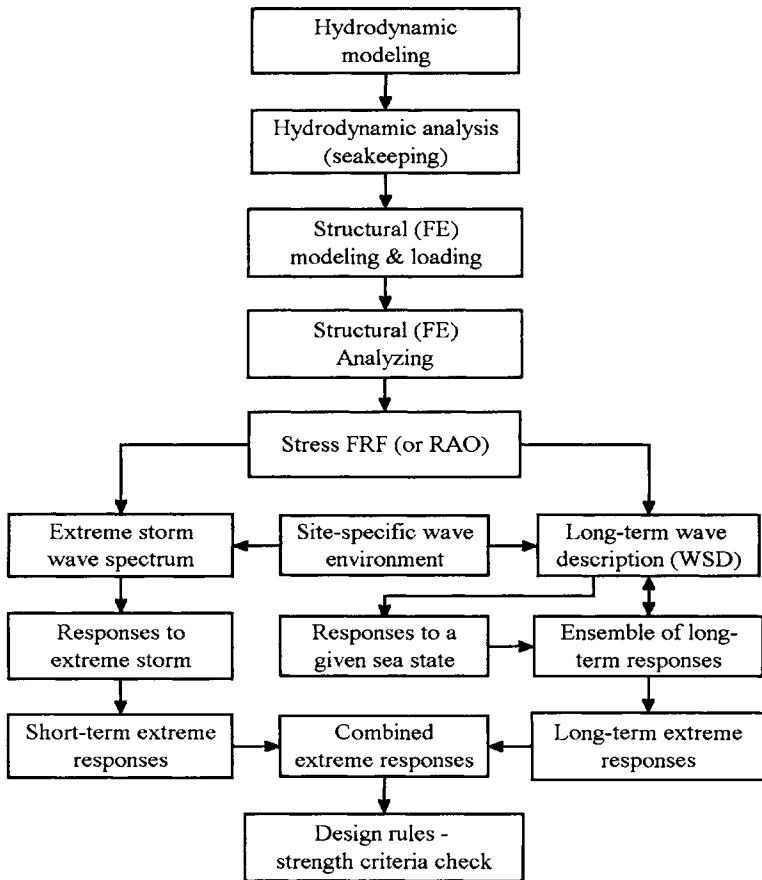 Hydrodynamic
modeling
Hydrodynamic analysis
(seakeeping)
Structural (FE)
modeling & loading
Structural (FE)
Analyzing
Stress FRF (or RAO)
Extreme storm
wave spectrum
Site-specific wave
environment
Long-term wave
description (WSD)
Responses to
extreme storm
Responses to a
given sea state
Ensemble of long-
term responses
Short-term extreme
responses
Combined
extreme responses
Long-term extreme
responses
Design rules -
strength criteria check